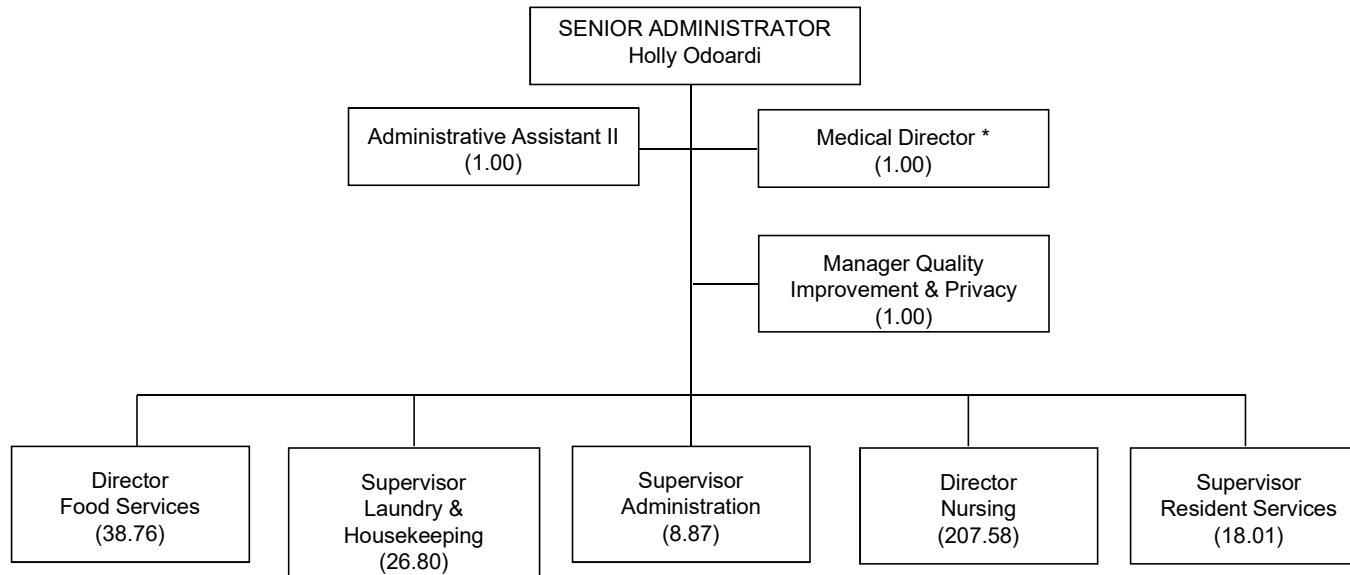 SENIOR ADMINISTRATOR
Holly Odoardi
Administrative Assistant II
(1.00)
Medical Director *
(1.00)
Manager Quality
Improvement & Privacy
(1.00)
Director
Food Services
(38.76)
Supervisor
Laundry &
Housekeeping
(26.80)
Supervisor
Administration
(8.87)
Director
Nursing
(207.58)
Supervisor
Resident Services
(18.01)